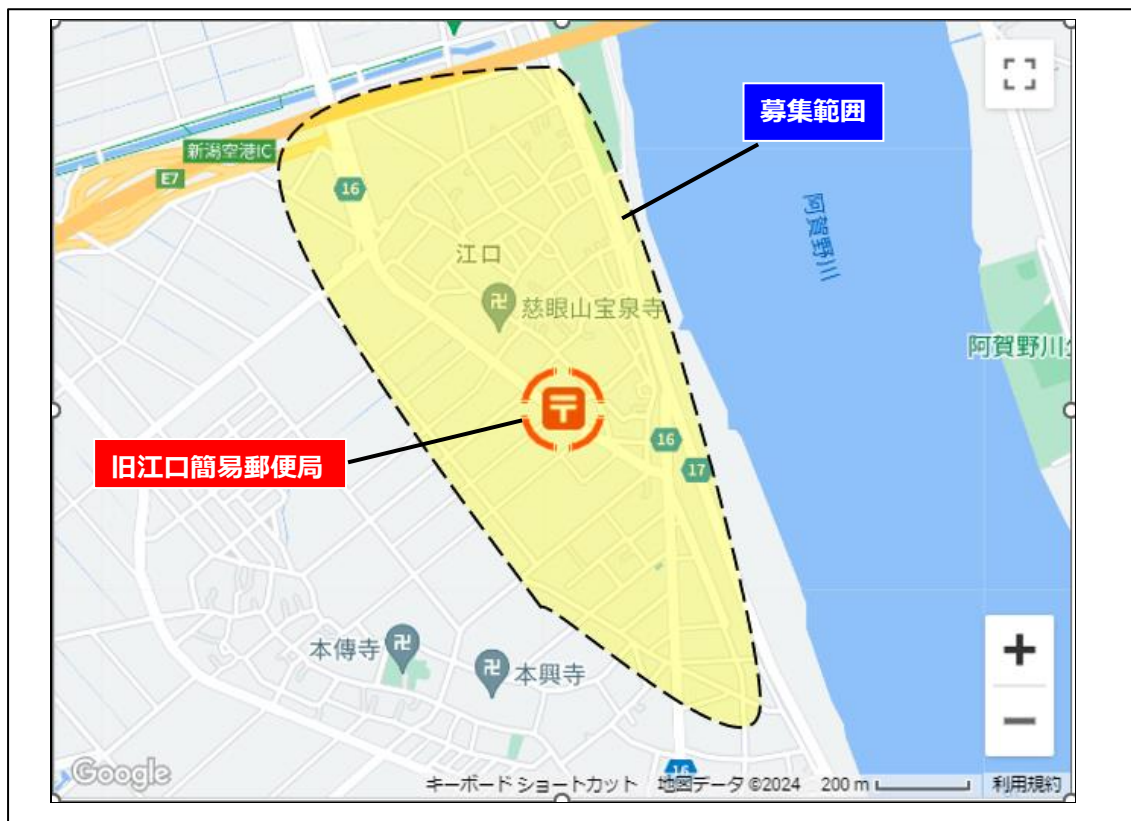 募集範囲
新潟空港IC
E7
16
阿賀野川
江口
慈眼山宝泉寺
阿賀野川公
旧江口簡易郵便局
16
17
本傳寺
本興寺
16
Google
キーボード ショートカット 地図データ ©2024 200 m 利用規約